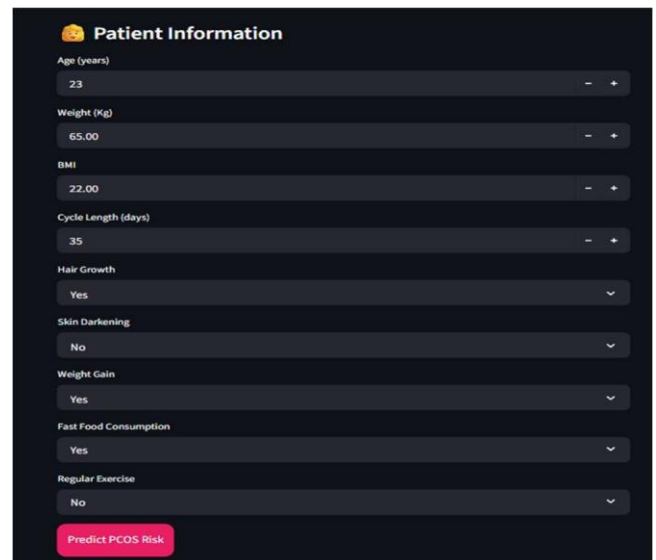 Patient Information
Age (years)
23
Weight (Kg)
65.00
BMI
22.00
Cycle Length (days)
35
Hair Growth
Yes
Skin Darkening
No
Weight Gain
Yes
Fast Food Consumption
Yes
Regular Exercise
No
Predict PCOS Risk